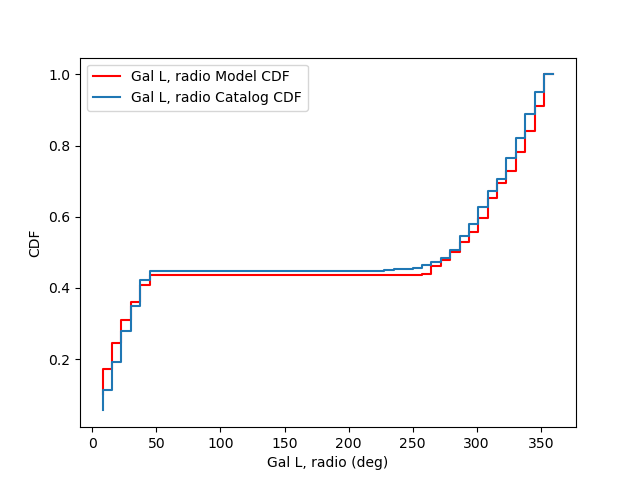 Gal L, radio Model CDF
Gal L, radio Catalog CDF
1.0
0.8
0.6
0.4
0.2
CDF
0 50 100 150 200 250 300 350
Gal L, radio (deg)